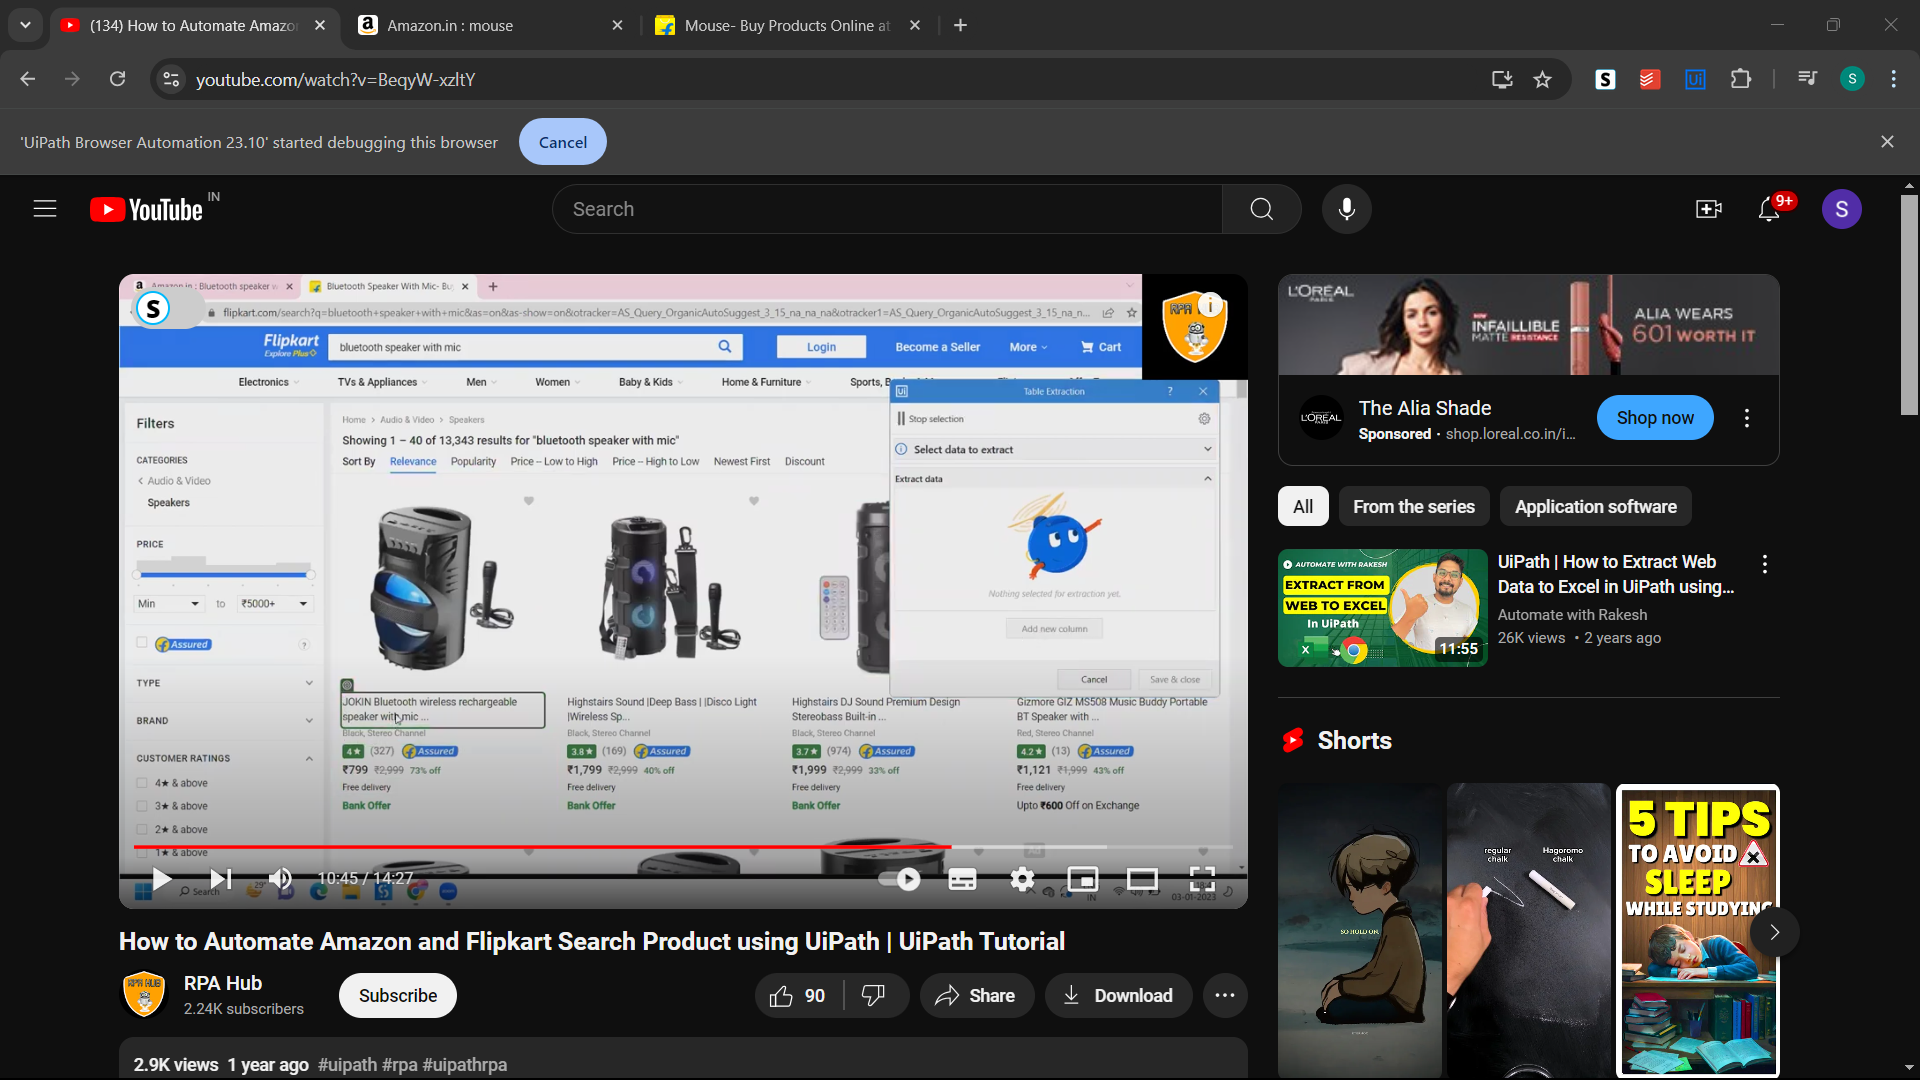 (134) How to Automate Amazo
Amazon.in : mouse
Mouse- Buy Products Online at
youtube.com/watch?v=BeqyW-xzltY
'UiPath Browser Automation 23.10' started debugging this browser
Cancel
YouTube IN
Search
9+
S
Amazon.in : Bluetooth speaker w
Bluetooth Speaker With Mic- Bu
flipkart.com/search?q=bluetooth+speaker+with+mic&as=on&as-show=on&otracker=AS_Query_OrganicAutoSuggest_3_15_na_na_na&otracker1=AS_Query_OrganicAutoSuggest_3_15_na_n...
Flipkart
Explore Plus
bluetooth speaker with mic
Login
Become a Seller
More
Cart
Electronics
TVs & Appliances
Men
Women
Baby & Kids
Home & Furniture
Sports,
Filters
CATEGORIES
Audio & Video
Speakers
PRICE
Min
to
₹5000+
Assured
?
TYPE
BRAND
CUSTOMER RATINGS
4★ & above
3★ & above
2★ & above
1★ & above
Home > Audio & Video > Speakers
Showing 1 – 40 of 13,343 results for "bluetooth speaker with mic"
Sort By Relevance Popularity Price -- Low to High Price -- High to Low Newest First Discount
JOKIN Bluetooth wireless rechargeable
speaker with mic ...
Black, Stereo Channel
4★ (327) Assured
₹799 ₹2,999 73% off
Free delivery
Bank Offer
Highstairs Sound |Deep Bass | |Disco Light
|Wireless Sp...
Black, Stereo Channel
3.8★ (169) Assured
₹1,799 ₹2,999 40% off
Free delivery
Bank Offer
Highstairs DJ Sound Premium Design
Stereobass Built-in ...
Black, Stereo Channel
3.7★ (974) Assured
₹1,999 ₹2,999 33% off
Free delivery
Bank Offer
Gizmore GIZ MS508 Music Buddy Portable
BT Speaker with ...
Red, Stereo Channel
4.2★ (13) Assured
₹1,121 ₹1,999 43% off
Free delivery
Upto ₹600 Off on Exchange
Ui
Table Extraction
?
Stop selection
Select data to extract
Extract data
Nothing selected for extraction yet.
Add new column
Cancel
Save & close
10:45 / 14:27
Search
IN
03-01-2023
How to Automate Amazon and Flipkart Search Product using UiPath | UiPath Tutorial
RPA HUB
RPA Hub
2.24K subscribers
Subscribe
90
Share
Download
2.9K views 1 year ago #uipath #rpa #uipathrpa
L'ORÉAL
PARIS
NEW
INFAILLIBLE
MATTE RESISTANCE
ALIA WEARS
601 WORTH IT
L'ORÉAL
PARIS
The Alia Shade
Sponsored · shop.loreal.co.in/i...
Shop now
All
From the series
Application software
AUTOMATE WITH RAKESH
EXTRACT FROM
WEB TO EXCEL
In UiPath
11:55
UiPath | How to Extract Web
Data to Excel in UiPath using...
Automate with Rakesh
26K views • 2 years ago
Shorts
SO HOLD ON
regular
chalk
Hagoromo
chalk
5 TIPS
TO AVOID
SLEEP
WHILE STUDYING